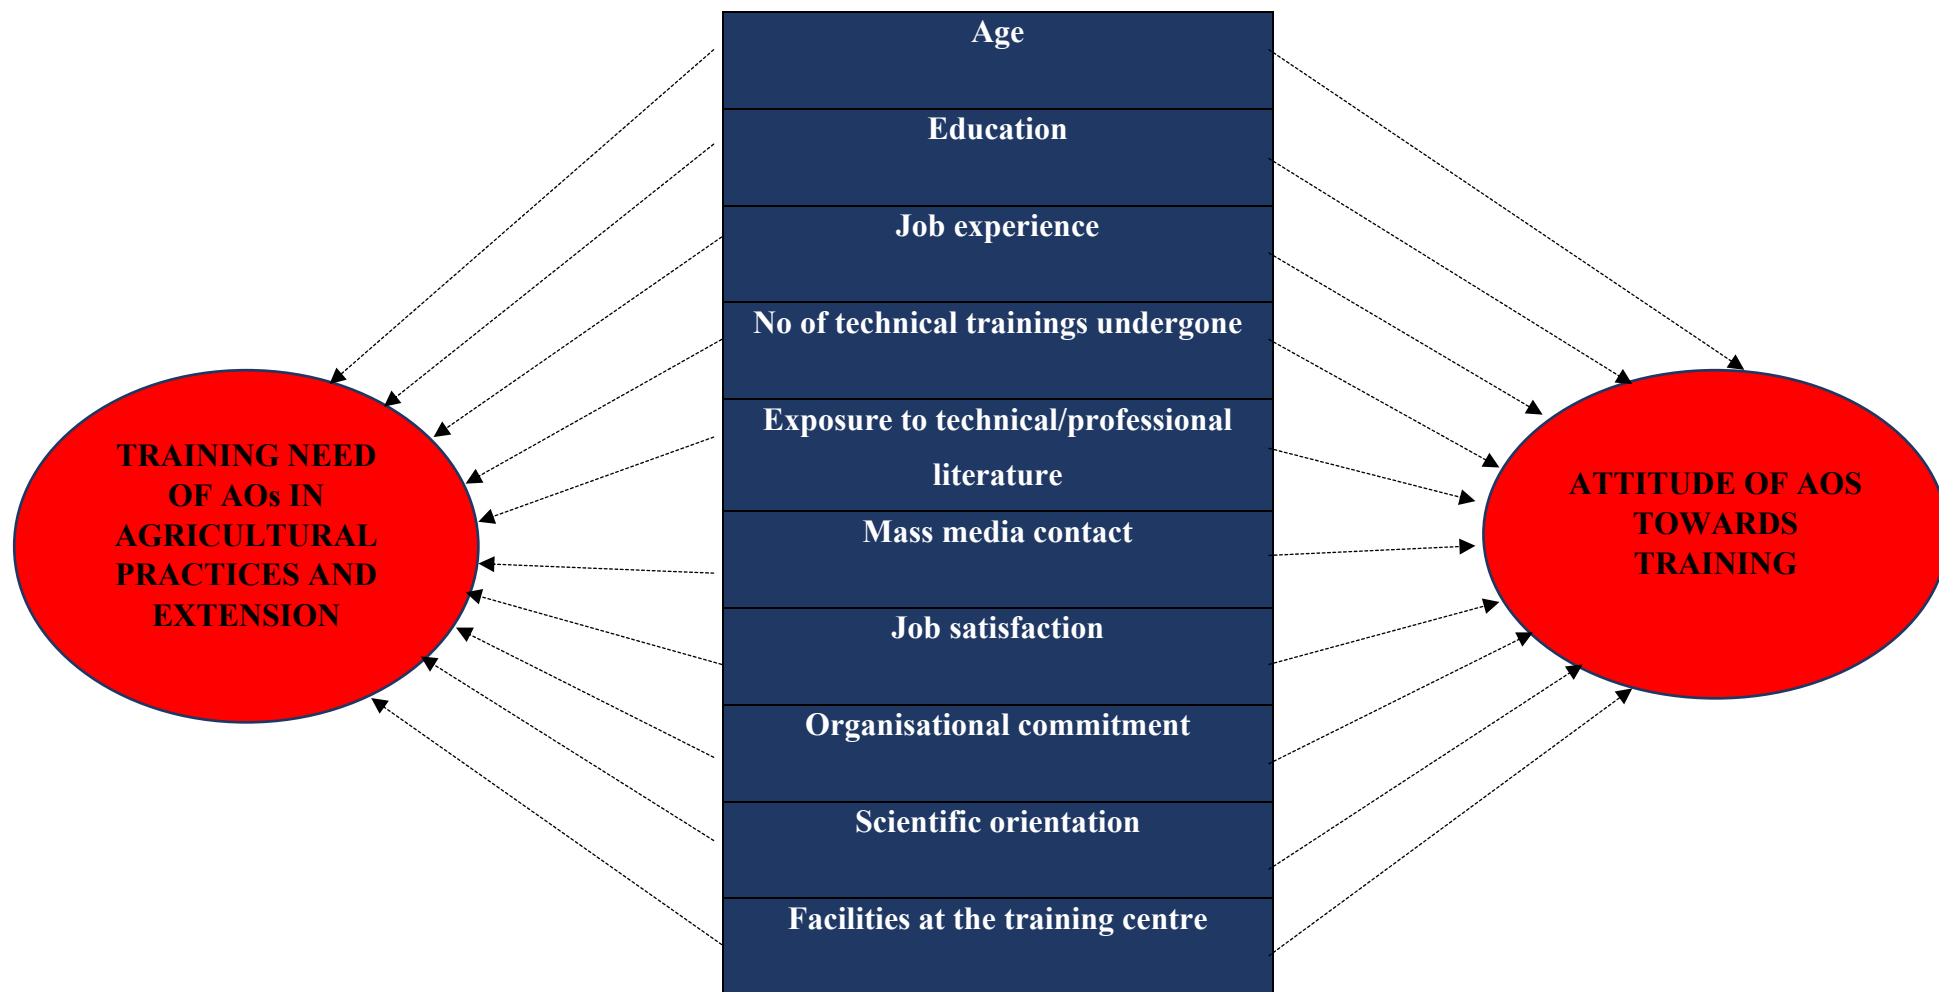 Age
Education
Job experience
No of technical trainings undergone
Exposure to technical/professional
literature
Mass media contact
Job satisfaction
Organisational commitment
Scientific orientation
Facilities at the training centre
TRAINING NEED
OF AOs IN
AGRICULTURAL
PRACTICES AND
EXTENSION
ATTITUDE OF AOS
TOWARDS
TRAINING